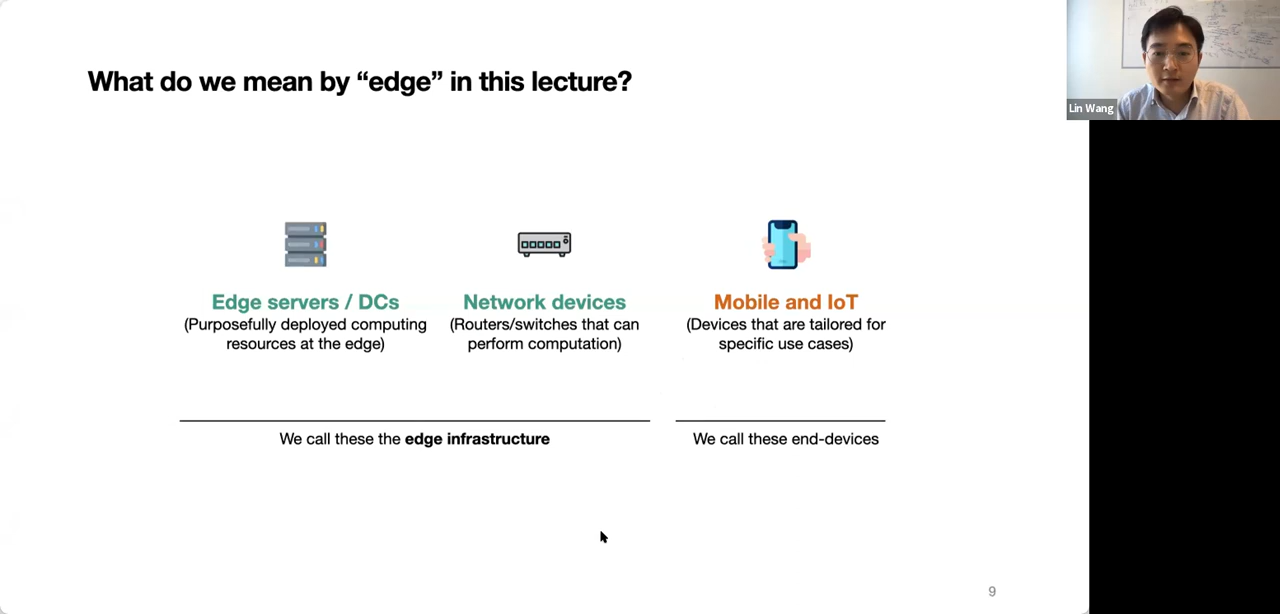 What do we mean by “edge” in this lecture?
Lin Wang
Edge servers / DCs
(Purposefully deployed computing
resources at the edge)
Network devices
(Routers/switches that can
perform computation)
Mobile and IoT
(Devices that are tailored for
specific use cases)
We call these the edge infrastructure
We call these end-devices
9